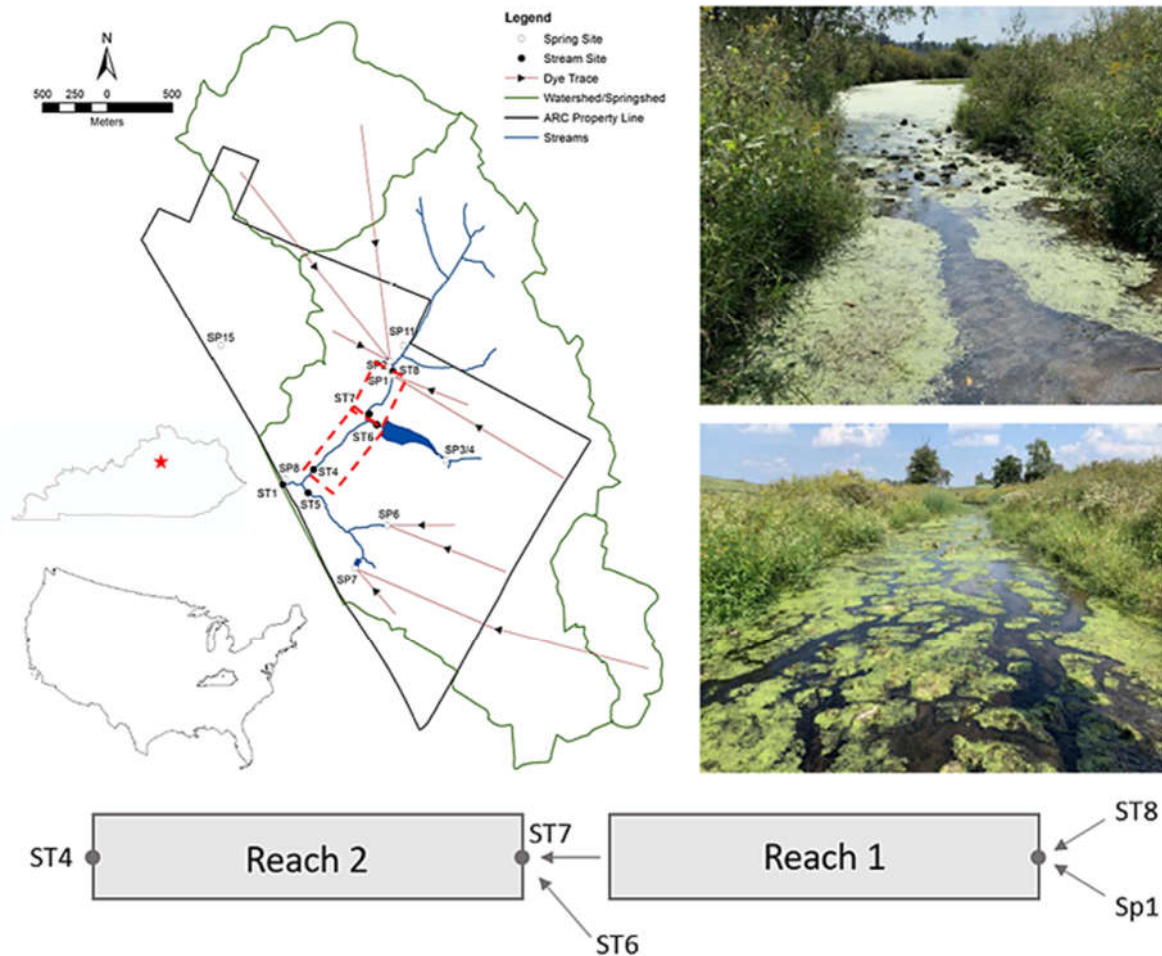 N
500 250 0 500
Meters
Legend
Spring Site
Stream Site
Dye Trace
Watershed/Springshed
ARC Property Line
Streams
SP15
SP11
SP2
ST8
SP1
ST7
ST6
SP3/4
SP8
ST4
ST1
ST5
SP6
SP7
ST4
Reach 2
ST7
Reach 1
ST8
Sp1
ST6